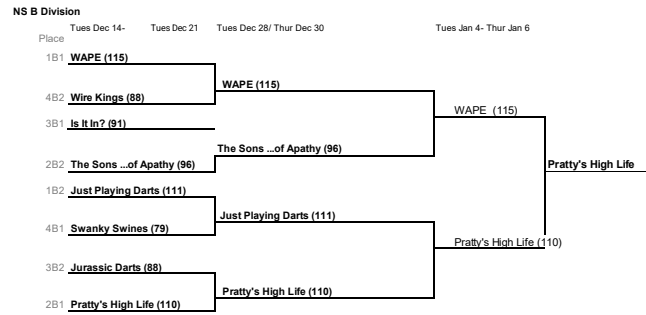 NS B Division
Tues Dec 14- Tues Dec 21 Tues Dec 28/ Thur Dec 30 Tues Jan 4- Thur Jan 6
Place
1B1 WAPE (115)
WAPE (115)
4B2 Wire Kings (88)
WAPE (115)
3B1 Is It In? (91)
The Sons ...of Apathy (96)
2B2 The Sons ...of Apathy (96)
Pratty's High Life
1B2 Just Playing Darts (111)
Just Playing Darts (111)
4B1 Swanky Swines (79)
Pratty's High Life (110)
3B2 Jurassic Darts (88)
Pratty's High Life (110)
2B1 Pratty's High Life (110)